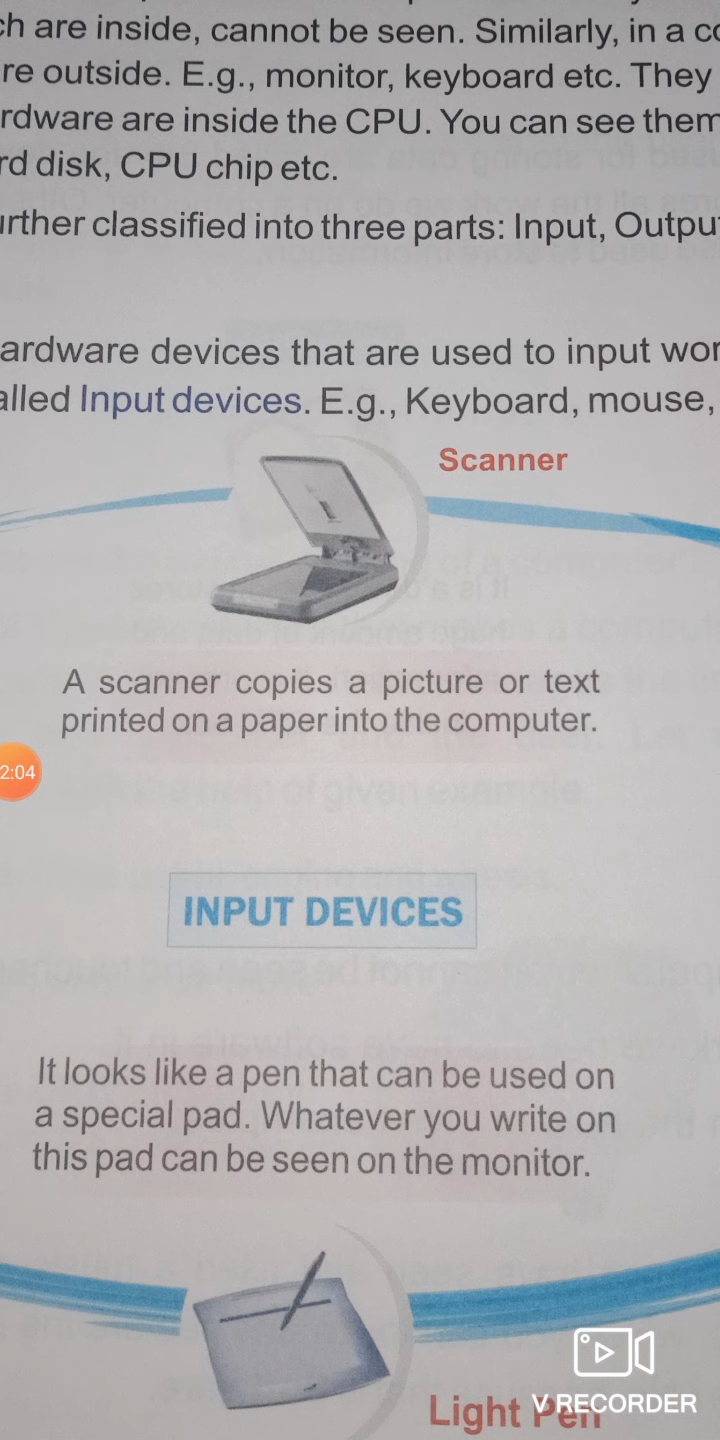 ch are inside, cannot be seen. Similarly, in a co
re outside. E.g., monitor, keyboard etc. They
rdware are inside the CPU. You can see them
rd disk, CPU chip etc.
urther classified into three parts: Input, Output
ardware devices that are used to input wor
alled Input devices. E.g., Keyboard, mouse,
Scanner
A scanner copies a picture or text
printed on a paper into the computer.
2:04
INPUT DEVICES
It looks like a pen that can be used on
a special pad. Whatever you write on
this pad can be seen on the monitor.
Light Pen
V RECORDER